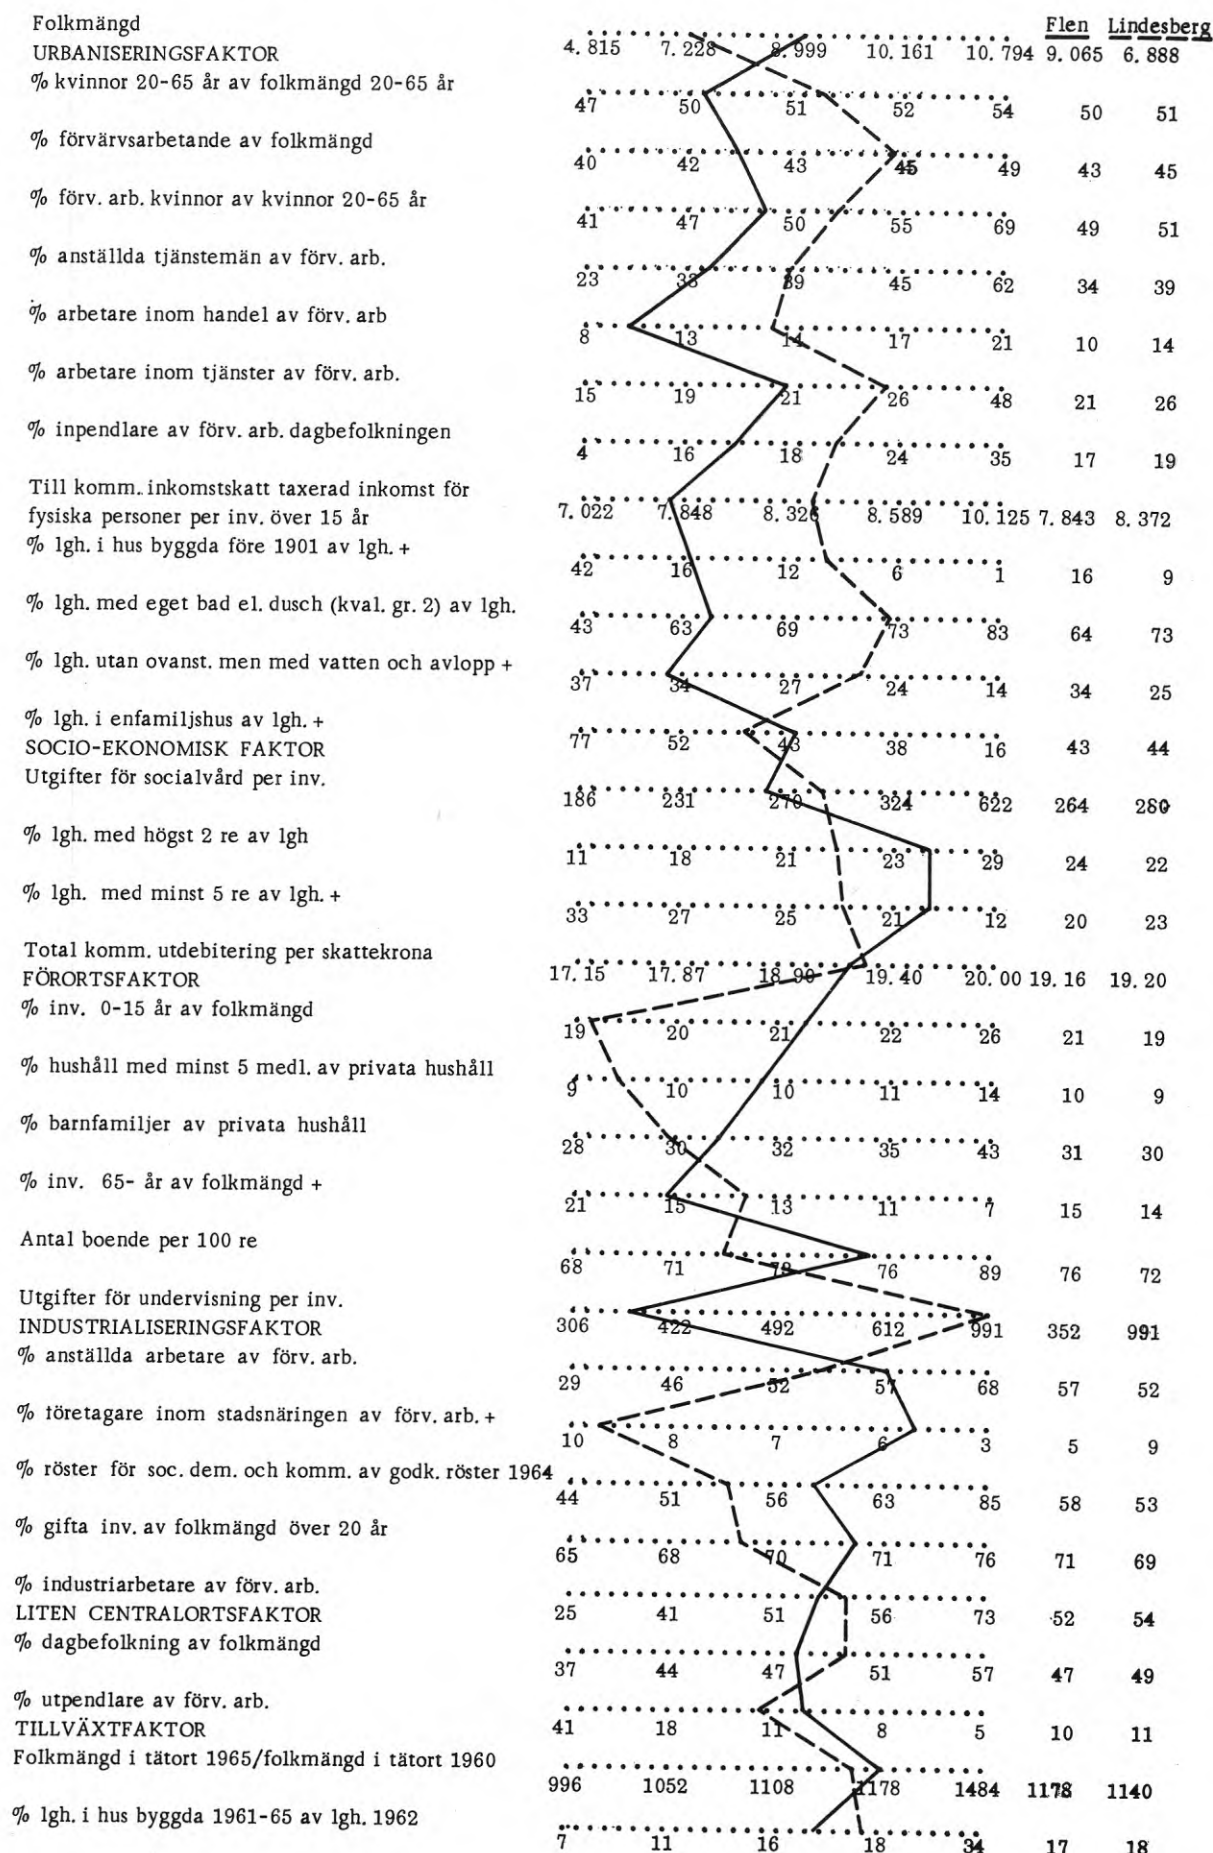 Folkmängd Flen Lindesberg
URBANISERINGSFAKTOR 4.815 7.228 8.999 10.161 10.794 9.065 6.888
% kvinnor 20-65 år av folkmängd 20-65 år
47 50 51 52 54 50 51
% förvärvsarbetande av folkmängd
40 42 43 45 49 43 45
% förv. arb. kvinnor av kvinnor 20-65 år
41 47 50 55 69 49 51
% anställda tjänstemän av förv. arb.
23 33 39 45 62 34 39
% arbetare inom handel av förv. arb
8 13 14 17 21 10 14
% arbetare inom tjänster av förv. arb.
15 19 21 26 48 21 26
% inpendlare av förv. arb. dagbefolkningen
4 16 18 24 35 17 19
Till komm. inkomstskatt taxerad inkomst för
fysiska personer per inv. över 15 år 7.022 7.848 8.326 8.589 10.125 7.843 8.372
% lgh. i hus byggda före 1901 av lgh. +
42 16 12 6 1 16 9
% lgh. med eget bad el. dusch (kval. gr. 2) av lgh.
43 63 69 73 83 64 73
% lgh. utan ovanst. men med vatten och avlopp +
37 34 27 24 14 34 25
% lgh. i enfamiljshus av lgh. +
SOCIO-EKONOMISK FAKTOR 77 52 43 38 16 43 44
Utgifter för socialvård per inv.
186 231 270 324 622 264 280
% lgh. med högst 2 re av lgh
11 18 21 23 29 24 22
% lgh. med minst 5 re av lgh. +
33 27 25 21 12 20 23
Total komm. utdebitering per skattekrona
FÖRORTSFAKTOR 17.15 17.87 18.90 19.40 20.00 19.16 19.20
% inv. 0-15 år av folkmängd
19 20 21 22 26 21 19
% hushåll med minst 5 medl. av privata hushåll
9 10 10 11 14 10 9
% barnfamiljer av privata hushåll
28 30 32 35 43 31 30
% inv. 65- år av folkmängd +
21 15 13 11 7 15 14
Antal boende per 100 re
68 71 73 76 89 76 72
Utgifter för undervisning per inv.
INDUSTRIALISERINGSFAKTOR 306 422 492 612 991 352 991
% anställda arbetare av förv. arb.
29 46 52 57 68 57 52
% töretagare inom stadsnäringen av förv. arb. +
10 8 7 6 3 5 9
% röster för soc. dem. och komm. av godk. röster 1964
44 51 56 63 85 58 53
% gifta inv. av folkmängd över 20 år
65 68 70 71 76 71 69
% industriarbetare av förv. arb.
LITEN CENTRALORTSFAKTOR 25 41 51 56 73 52 54
% dagbefolkning av folkmängd
37 44 47 51 57 47 49
% utpendlare av förv. arb.
TILLVÄXTFAKTOR 41 18 11 8 5 10 11
Folkmängd i tätort 1965/folkmängd i tätort 1960
996 1052 1108 1178 1484 1178 1140
% lgh. i hus byggda 1961-65 av lgh. 1962
7 11 16 18 34 17 18